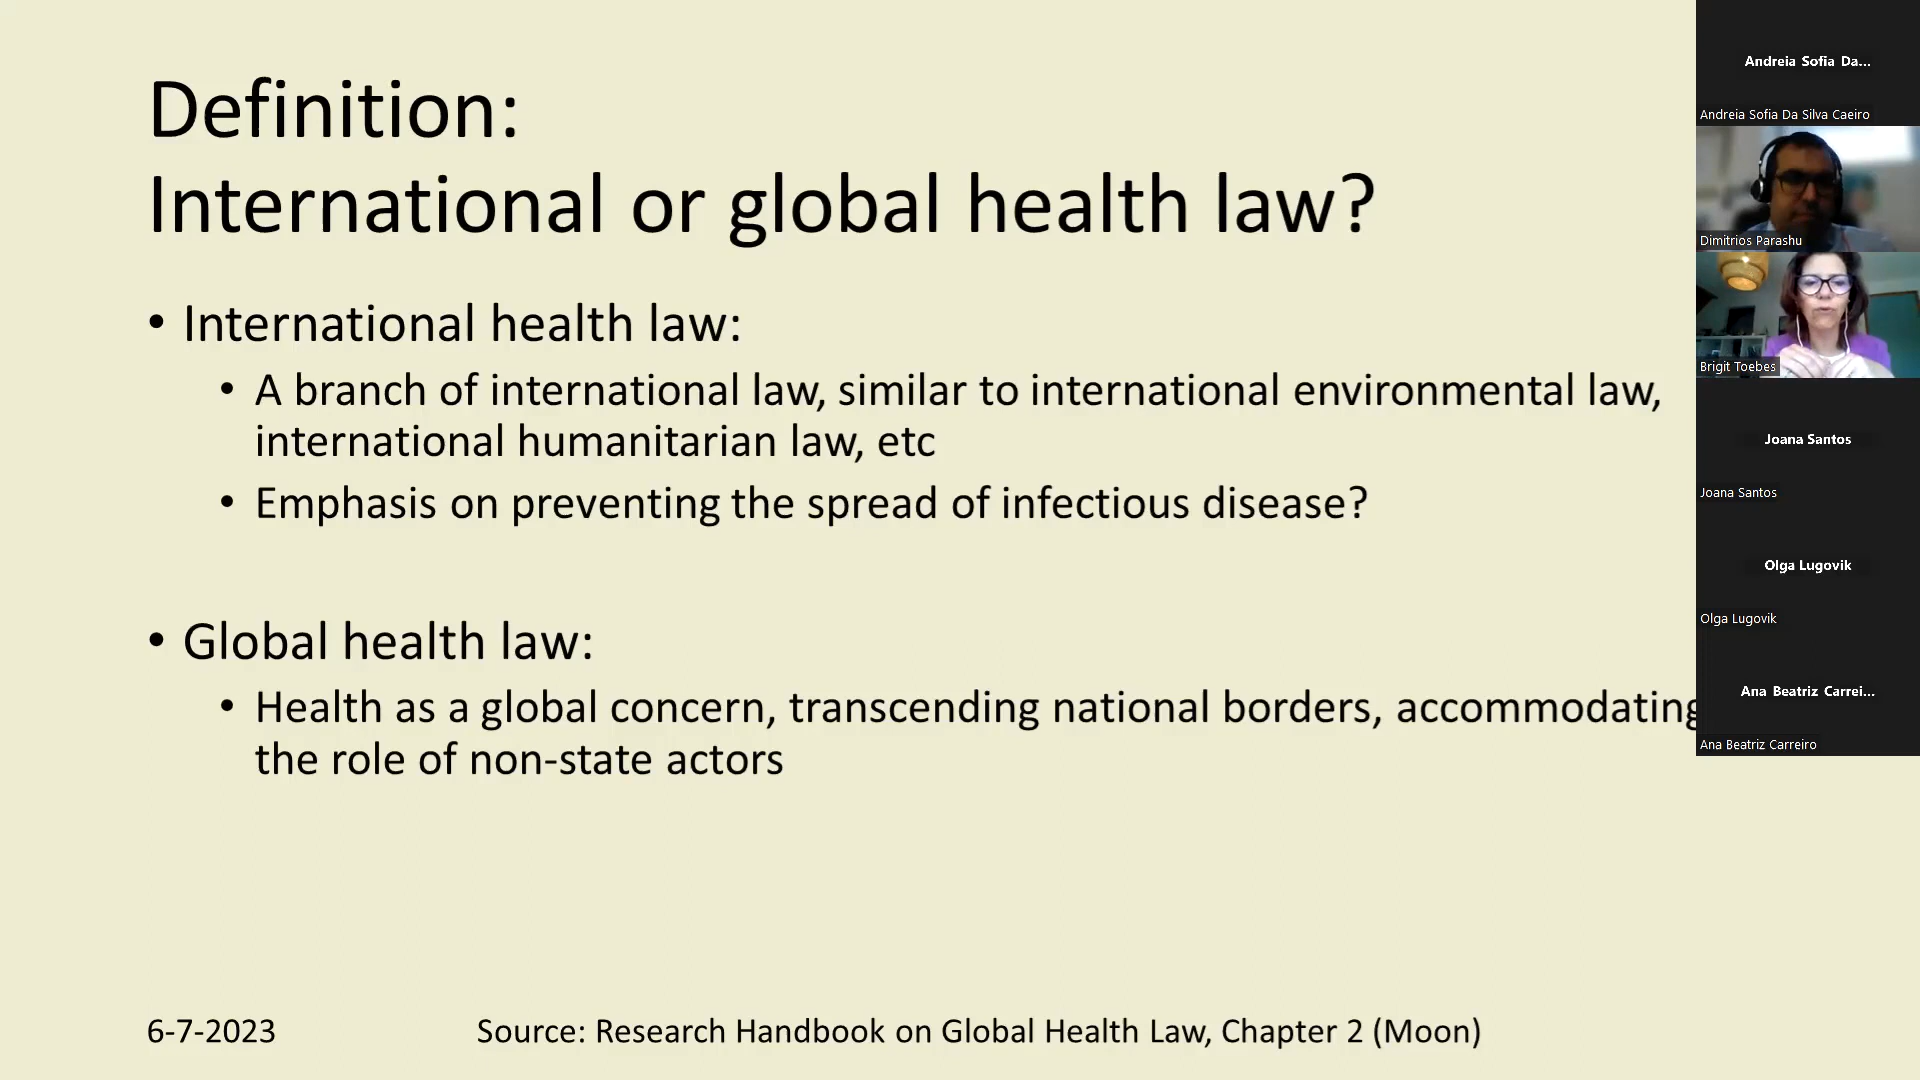 Definition:
International or global health law?
• International health law:
• A branch of international law, similar to international environmental law,
international humanitarian law, etc
• Emphasis on preventing the spread of infectious disease?
• Global health law:
• Health as a global concern, transcending national borders, accommodating
the role of non-state actors
6-7-2023
Source: Research Handbook on Global Health Law, Chapter 2 (Moon)
Andreia Sofia Da...
Andreia Sofia Da Silva Caeiro
Dimitrios Parashu
Brigit Toebes
Joana Santos
Joana Santos
Olga Lugovik
Olga Lugovik
Ana Beatriz Carrei...
Ana Beatriz Carreiro